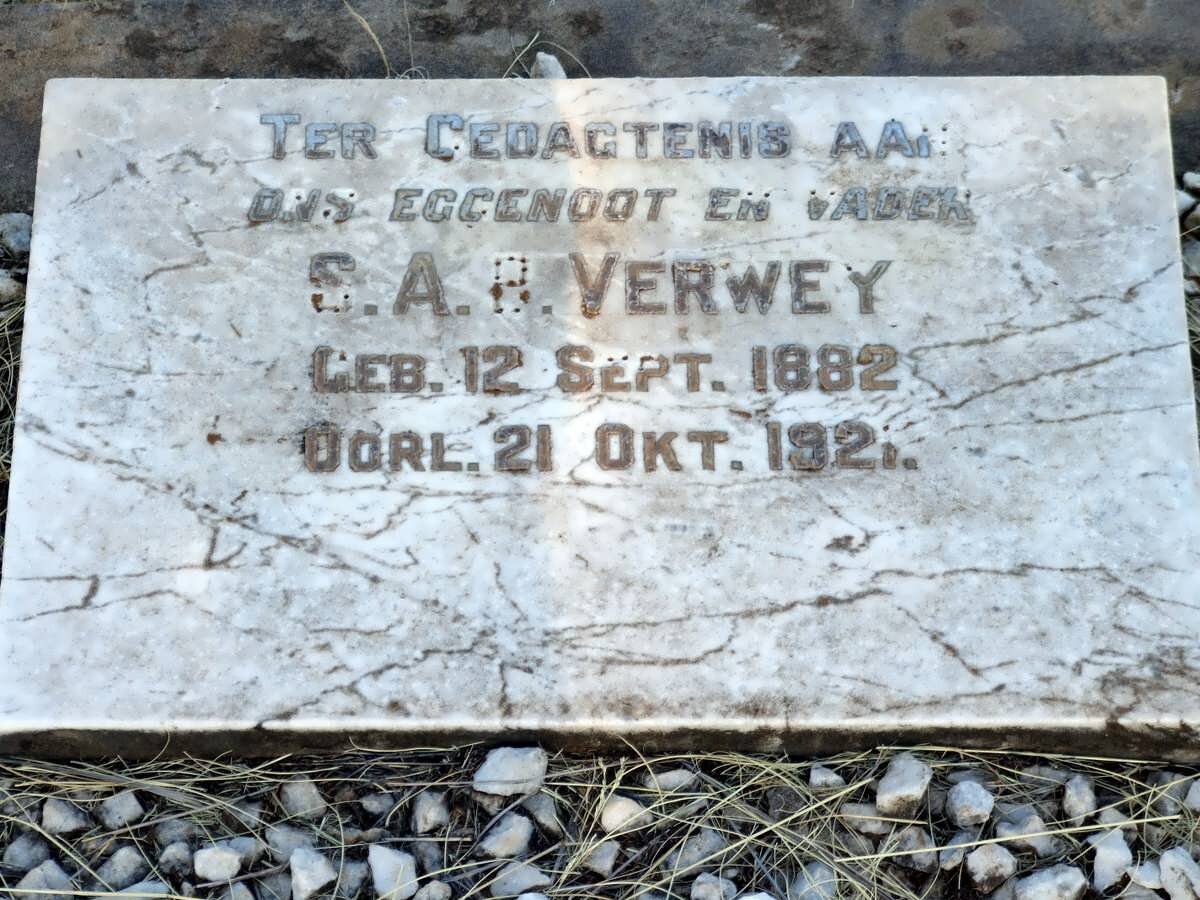 TER GEDAGTENIS AAN
ONS EGGENOOT EN VADER
S.A.P. VERWEY
GEB. 12 SEPT. 1882
OORL. 21 OKT. 1921.